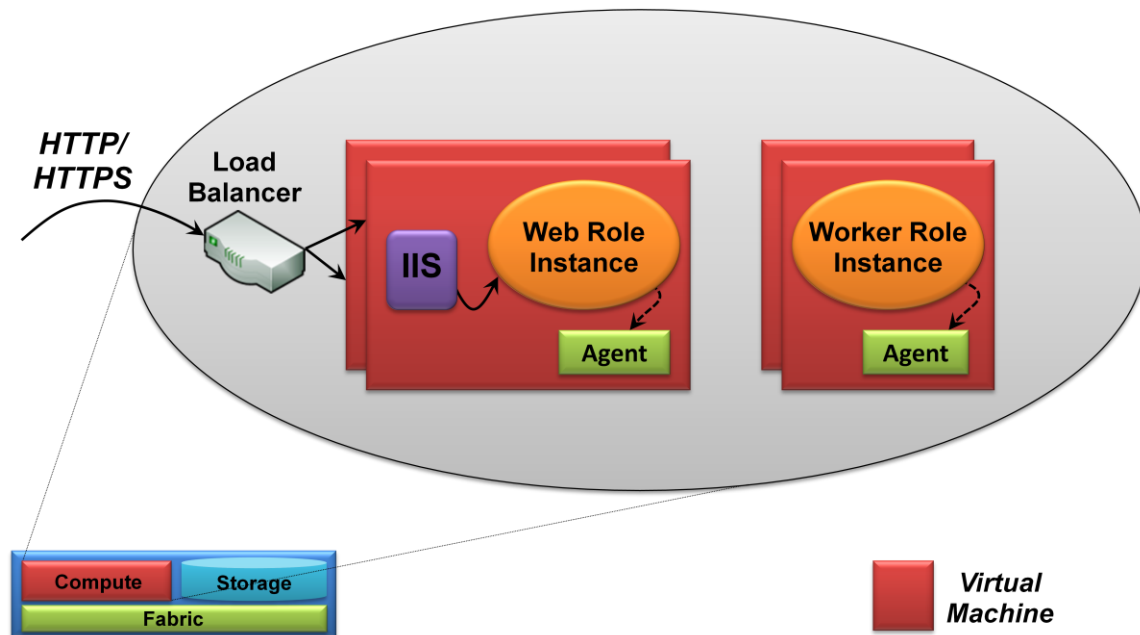 HTTP/
HTTPS
Load
Balancer
IIS
Web Role
Instance
Agent
Worker Role
Instance
Agent
Compute
Storage
Fabric
Virtual
Machine